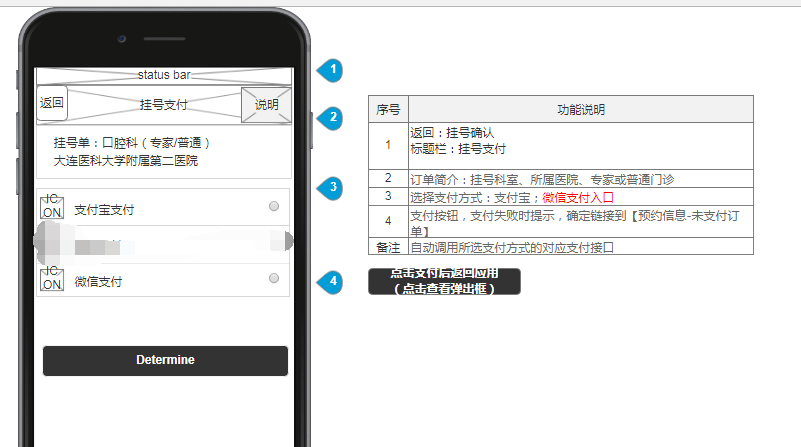 status bar
返回
挂号支付
说明
挂号单：口腔科（专家/普通）
大连医科大学附属第二医院
IC
ON
支付宝支付
IC
ON
微信支付
Determine
1
2
3
4
序号
功能说明
1
返回：挂号确认
标题栏：挂号支付
2
订单简介：挂号科室、所属医院、专家或普通门诊
3
选择支付方式：支付宝；微信支付入口
4
支付按钮，支付失败时提示，确定链接到【预约信息-未支付订
单】
备注
自动调用所选支付方式的对应支付接口
点击支付后返回应用
（点击查看弹出框）